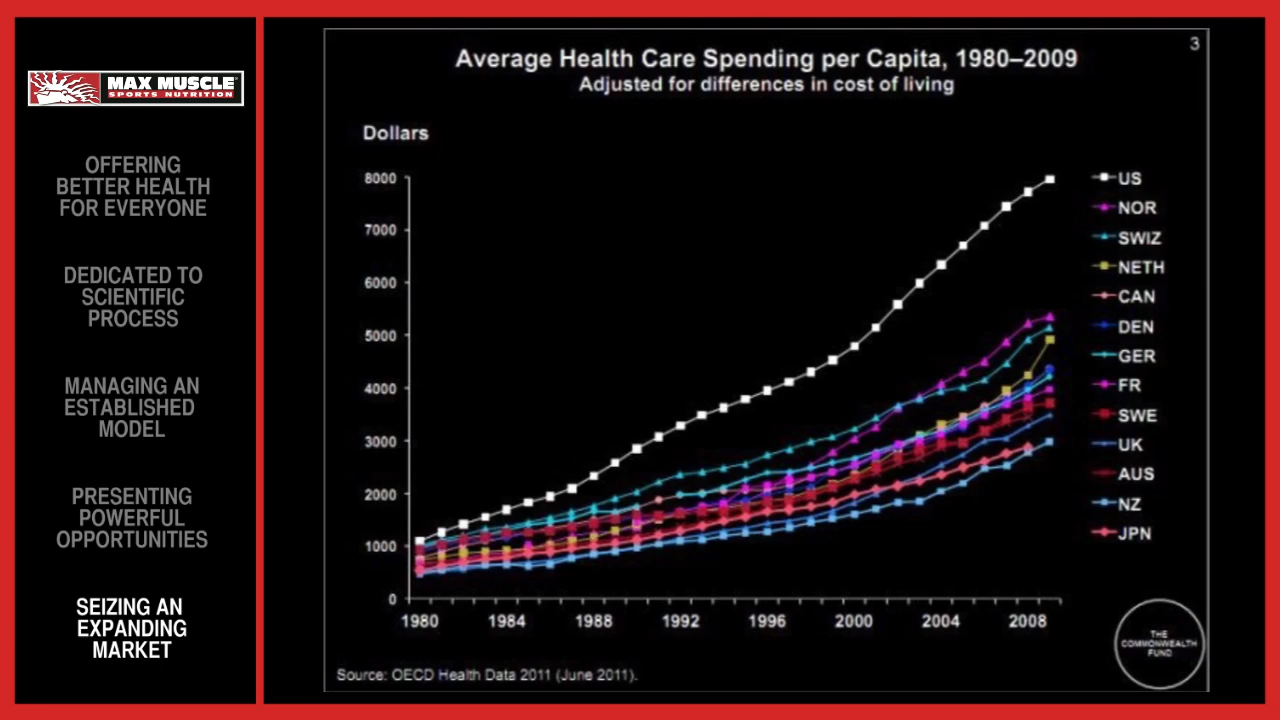 MAX MUSCLE
SPORTS NUTRITION
OFFERING
BETTER HEALTH
FOR EVERYONE
DEDICATED TO
SCIENTIFIC
PROCESS
MANAGING AN
ESTABLISHED
MODEL
PRESENTING
POWERFUL
OPPORTUNITIES
SEIZING AN
EXPANDING
MARKET
3
Average Health Care Spending per Capita, 1980–2009
Adjusted for differences in cost of living
Dollars
8000
7000
6000
5000
4000
3000
2000
1000
0
1980 1984 1988 1992 1996 2000 2004 2008
US
NOR
SWIZ
NETH
CAN
DEN
GER
FR
SWE
UK
AUS
NZ
JPN
THE
COMMONWEALTH
FUND
Source: OECD Health Data 2011 (June 2011).